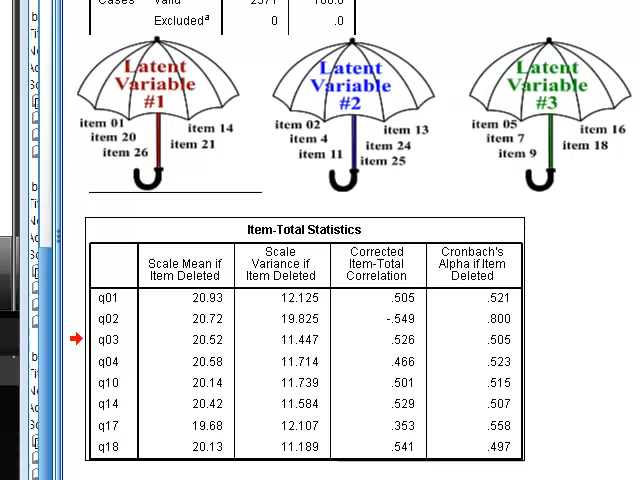 Cases Valid 2571 100.0
Excludedᵃ 0 .0
Latent Variable #1
item 01
item 20
item 26
item 14
item 21
Latent Variable #2
item 02
item 4
item 11
item 13
item 24
item 25
Latent Variable #3
item 05
item 7
item 9
item 16
item 18
Item-Total Statistics
Scale Mean if Item Deleted Scale Variance if Item Deleted Corrected Item-Total Correlation Cronbach's Alpha if Item Deleted
q01 20.93 12.125 .505 .521
q02 20.72 19.825 -.549 .800
q03 20.52 11.447 .526 .505
q04 20.58 11.714 .466 .523
q10 20.14 11.739 .501 .515
q14 20.42 11.584 .529 .507
q17 19.68 12.107 .353 .558
q18 20.13 11.189 .541 .497